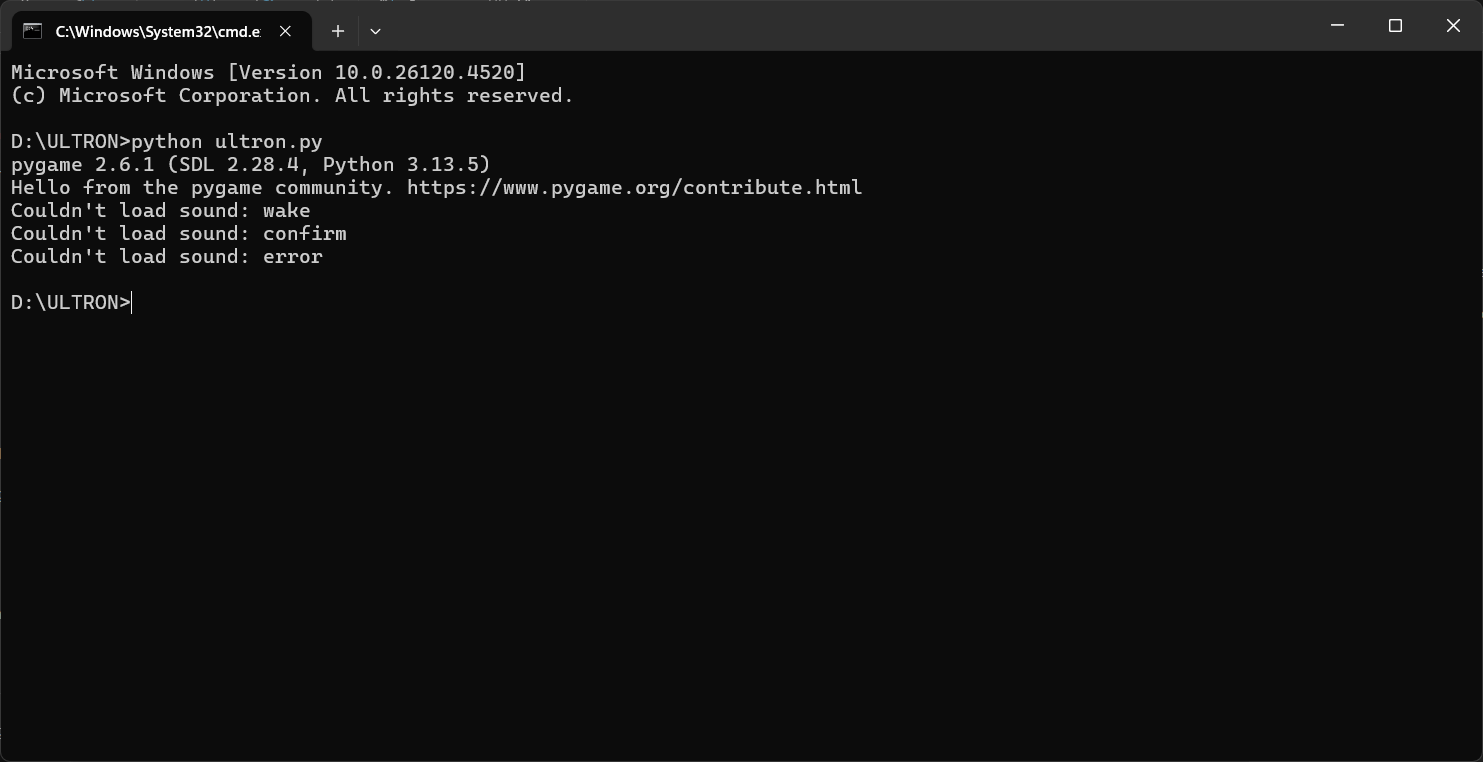 C:\Windows\System32\cmd.e
Microsoft Windows [Version 10.0.26120.4520]
(c) Microsoft Corporation. All rights reserved.
D:\ULTRON>python ultron.py
pygame 2.6.1 (SDL 2.28.4, Python 3.13.5)
Hello from the pygame community. https://www.pygame.org/contribute.html
Couldn't load sound: wake
Couldn't load sound: confirm
Couldn't load sound: error
D:\ULTRON>